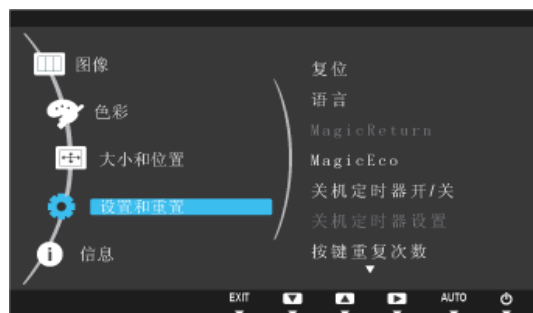 图像
色彩
大小和位置
设置和重置
信息
复位
语言
MagicReturn
MagicEco
关机定时器开/关
关机定时器设置
按键重复次数
EXIT
AUTO